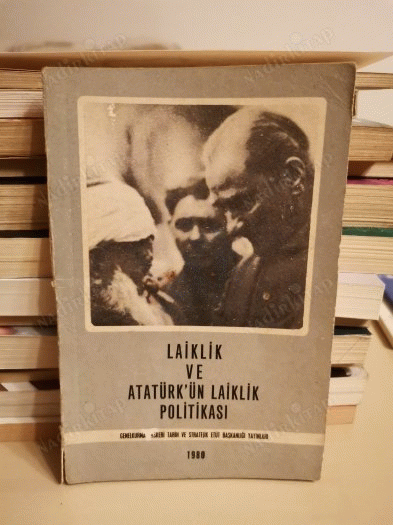 LAİKLİK
VE
ATATÜRK'ÜN LAİKLİK
POLİTİKASI
GENELKURMAY ASKERİ TARİH VE STRATEJİK ETÜT BAŞKANLIĞI YAYINLARI
1980
nadirkitap